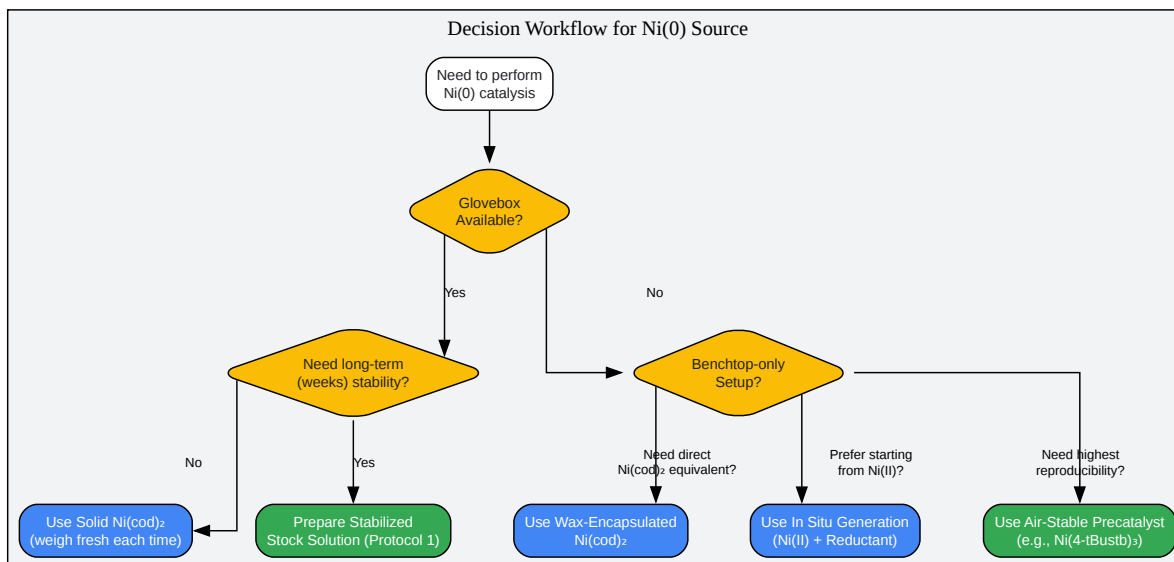 Decision Workflow for Ni(0) Source
Need to perform
Ni(0) catalysis
Glovebox
Available?
Yes
No
Need long-term
(weeks) stability?
Benchtop-only
Setup?
No
Yes
Need direct
Ni(cod)₂ equivalent?
Prefer starting
from Ni(II)?
Need highest
reproducibility?
Use Solid Ni(cod)₂
(weigh fresh each time)
Prepare Stabilized
Stock Solution (Protocol 1)
Use Wax-Encapsulated
Ni(cod)₂
Use In Situ Generation
(Ni(II) + Reductant)
Use Air-Stable Precatalyst
(e.g., Ni(4-tBustb)₃)